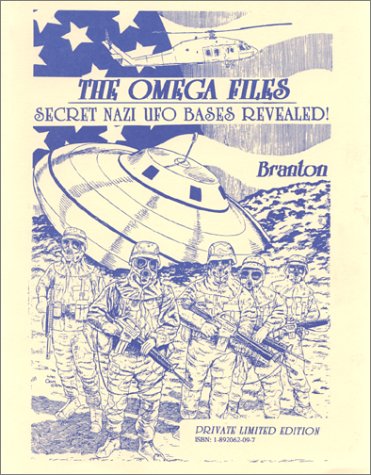 THE OMEGA FILES
SECRET NAZI UFO BASES REVEALED!
Branton
PRIVATE LIMITED EDITION
ISBN: 1-892062-09-7